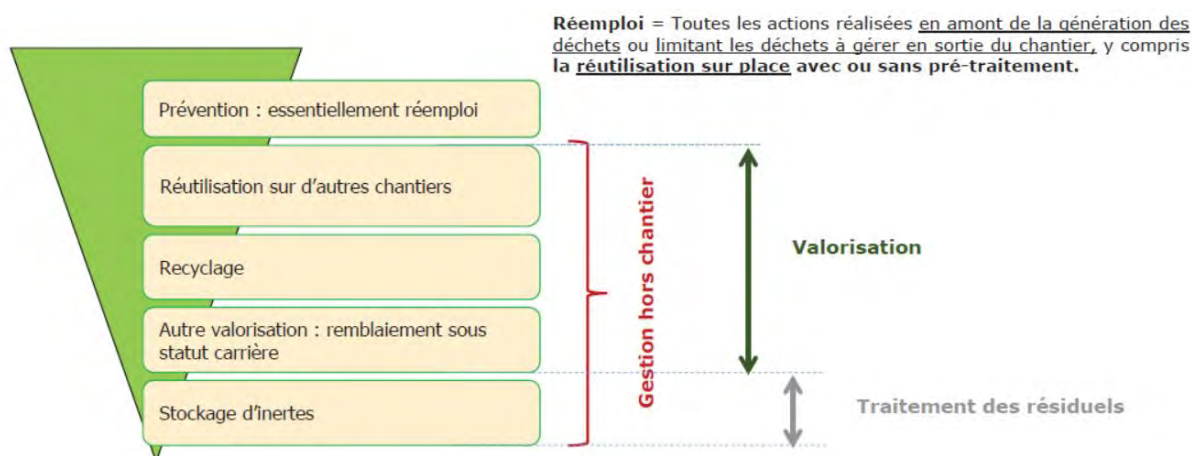 Réemploi = Toutes les actions réalisées en amont de la génération des
déchets ou limitant les déchets à gérer en sortie du chantier, y compris
la réutilisation sur place avec ou sans pré-traitement.
Prévention : essentiellement réemploi
Réutilisation sur d'autres chantiers
Recyclage
Autre valorisation : remblaiement sous
statut carrière
Stockage d'inertes
Gestion hors chantier
Valorisation
Traitement des résiduels